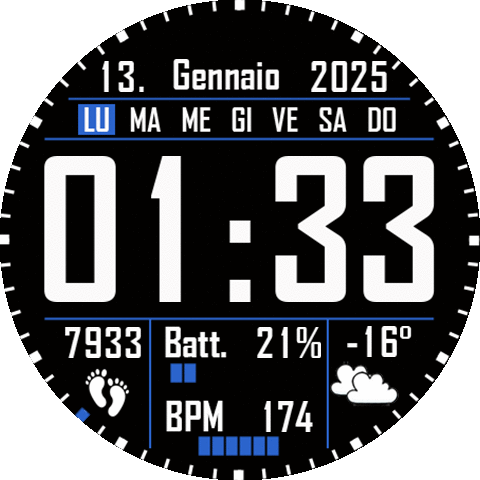 13. Gennaio 2025
LU MA ME GI VE SA DO
01:33
7933 Batt. 21% -16°
BPM 174